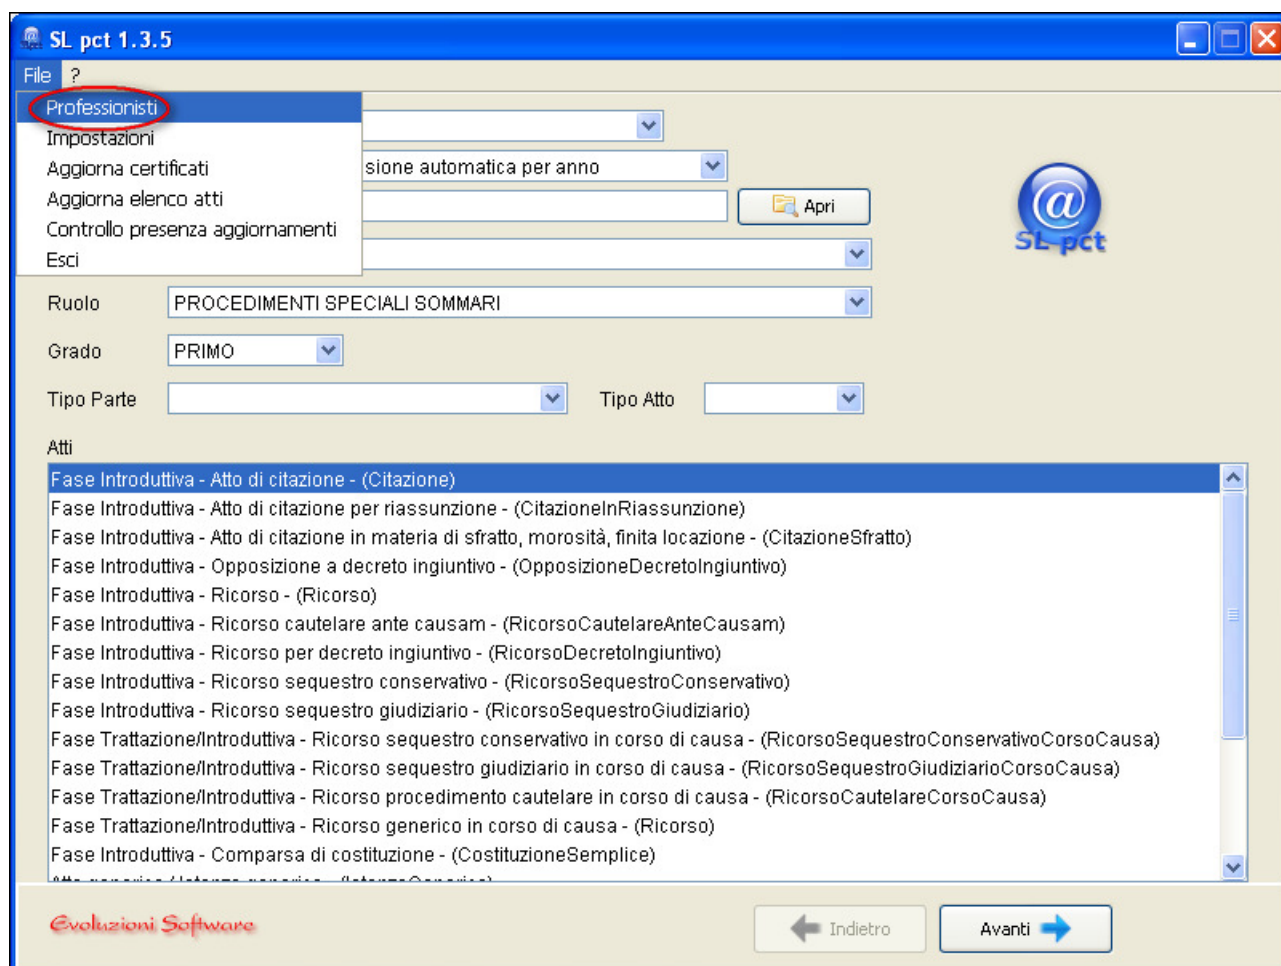 SL pct 1.3.5
File ?
Professionisti
Impostazioni
Aggiorna certificati
sione automatica per anno
Aggiorna elenco atti
Apri
Controllo presenza aggiornamenti
Esci
SL pct
Ruolo PROCEDIMENTI SPECIALI SOMMARI
Grado PRIMO
Tipo Parte Tipo Atto
Atti
Fase Introduttiva - Atto di citazione - (Citazione)
Fase Introduttiva - Atto di citazione per riassunzione - (CitazioneInRiassunzione)
Fase Introduttiva - Atto di citazione in materia di sfratto, morosità, finita locazione - (CitazioneSfratto)
Fase Introduttiva - Opposizione a decreto ingiuntivo - (OpposizioneDecretoIngiuntivo)
Fase Introduttiva - Ricorso - (Ricorso)
Fase Introduttiva - Ricorso cautelare ante causam - (RicorsoCautelareAnteCausam)
Fase Introduttiva - Ricorso per decreto ingiuntivo - (RicorsoDecretoIngiuntivo)
Fase Introduttiva - Ricorso sequestro conservativo - (RicorsoSequestroConservativo)
Fase Introduttiva - Ricorso sequestro giudiziario - (RicorsoSequestroGiudiziario)
Fase Trattazione/Introduttiva - Ricorso sequestro conservativo in corso di causa - (RicorsoSequestroConservativoCorsoCausa)
Fase Trattazione/Introduttiva - Ricorso sequestro giudiziario in corso di causa - (RicorsoSequestroGiudiziarioCorsoCausa)
Fase Trattazione/Introduttiva - Ricorso procedimento cautelare in corso di causa - (RicorsoCautelareCorsoCausa)
Fase Trattazione/Introduttiva - Ricorso generico in corso di causa - (Ricorso)
Fase Introduttiva - Comparsa di costituzione - (CostituzioneSemplice)
Evoluzioni Software
Indietro
Avanti